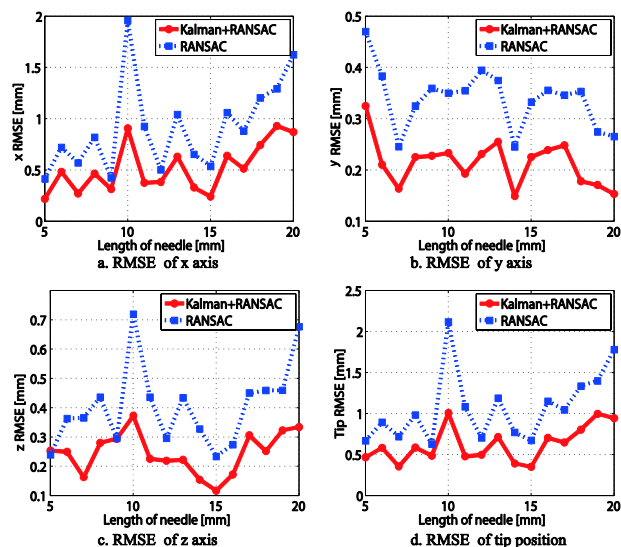 2
1.5
1
0.5
0
x RMSE [mm]
Kalman+RANSAC
RANSAC
5 10 15 20
Length of needle [mm]
a. RMSE of x axis
0.5
0.4
0.3
0.2
0.1
y RMSE [mm]
Kalman+RANSAC
RANSAC
5 10 15 20
Length of needle [mm]
b. RMSE of y axis
0.7
0.6
0.5
0.4
0.3
0.2
0.1
z RMSE [mm]
Kalman+RANSAC
RANSAC
5 10 15 20
Length of needle [mm]
c. RMSE of z axis
2.5
2
1.5
1
0.5
0
Tip RMSE [mm]
Kalman+RANSAC
RANSAC
5 10 15 20
Length of needle [mm]
d. RMSE of tip position